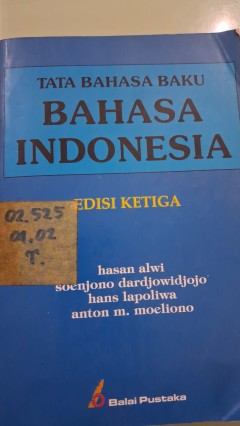 TATA BAHASA BAKU
BAHASA
INDONESIA
EDISI KETIGA
02.525
01.02
T.
hasan alwi
soenjono dardjowidjojo
hans lapoliwa
anton m. moeliono
Balai Pustaka